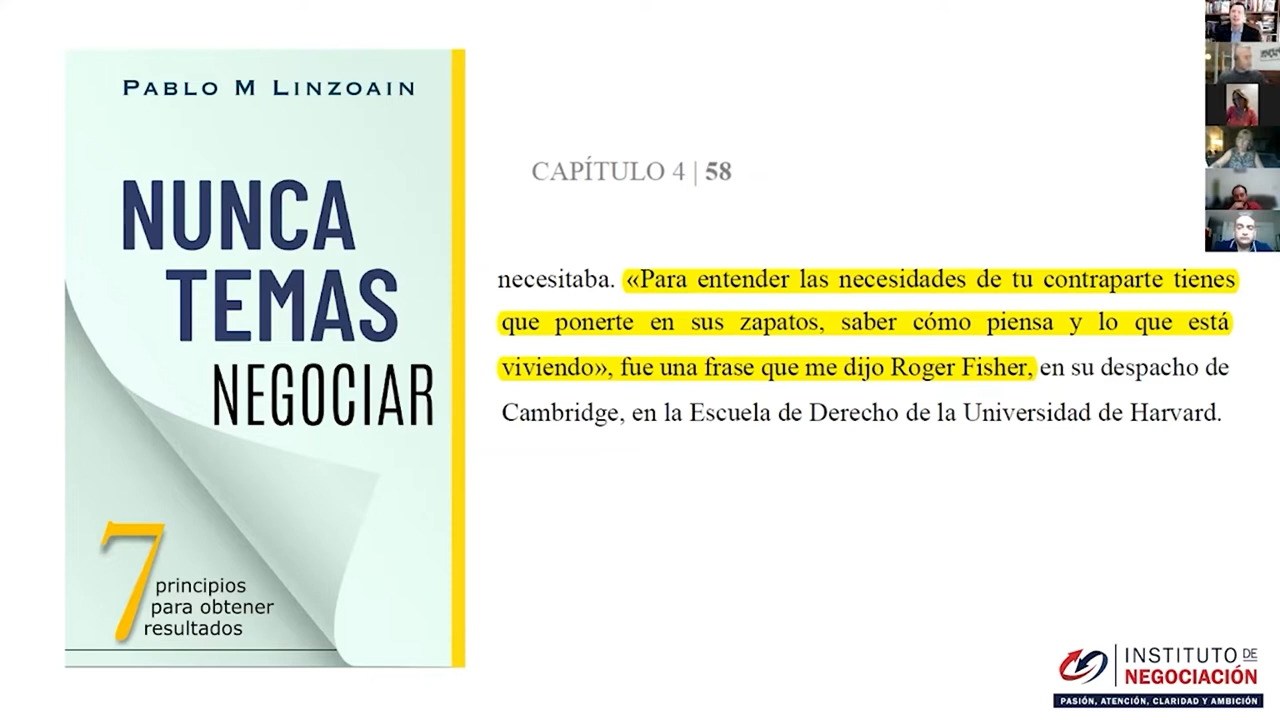 PABLO M LINZOAIN
NUNCA
TEMAS
NEGOCIAR
7
principios
para obtener
resultados
CAPÍTULO 4 | 58
necesitaba. «Para entender las necesidades de tu contraparte tienes
que ponerte en sus zapatos, saber cómo piensa y lo que está
viviendo», fue una frase que me dijo Roger Fisher, en su despacho de
Cambridge, en la Escuela de Derecho de la Universidad de Harvard.
INSTITUTO DE
NEGOCIACIÓN
PASIÓN, ATENCIÓN, CLARIDAD Y AMBICIÓN